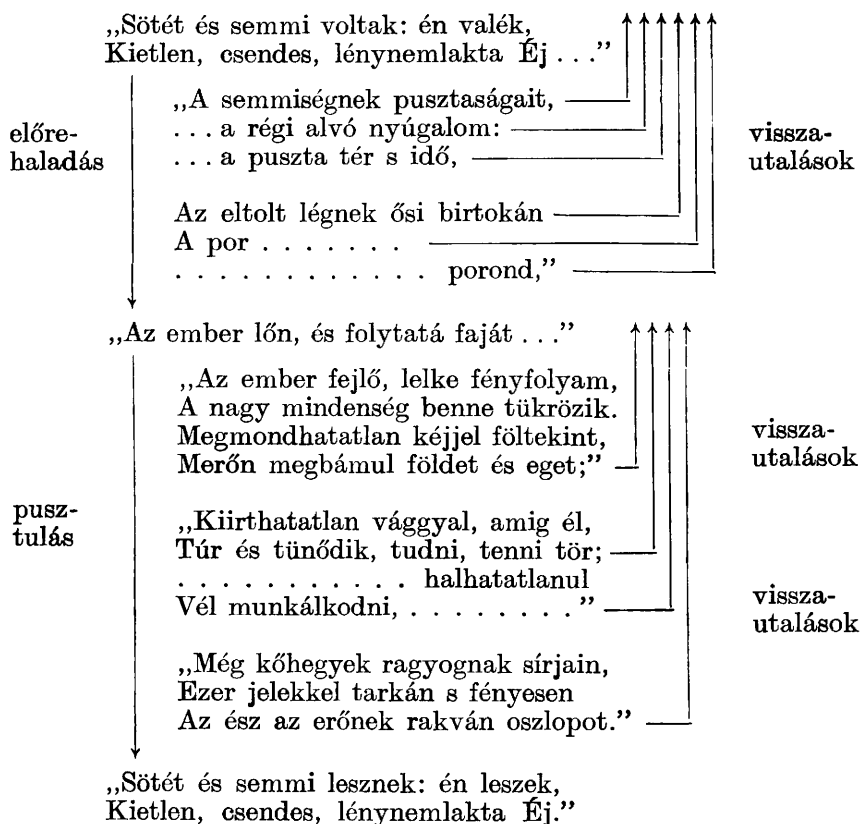 „Sötét és semmi voltak: én valék,
Kietlen, csendes, lénynemlakta Éj . . .”
„A semmiségnek pusztaságait,
. . . a régi alvó nyúgalom:
. . . a puszta tér s idő,
előre-
haladás
vissza-
utalások
Az eltolt légnek ősi birtokán
A por . . . . . . .
. . . . . . . . . . . . porond,”
„Az ember lőn, és folytatá faját . . .”
„Az ember fejlő, lelke fényfolyam,
A nagy mindenség benne tükrözik.
Megmondhatatlan kéjjel föltekint,
Merőn megbámul földet és eget;”
vissza-
utalások
pusz-
tulás
„Kiirthatatlan vággyal, amig él,
Túr és tünődik, tudni, tenni tör;
. . . . . . . . . . . . halhatatlanul
Vél munkálkodni, . . . . . . . . ”
vissza-
utalások
„Még kőhegyek ragyognak sírjain,
Ezer jelekkel tarkán s fényesen
Az ész az erőnek rakván oszlopot.”
„Sötét és semmi lesznek: én leszek,
Kietlen, csendes, lénynemlakta Éj.”